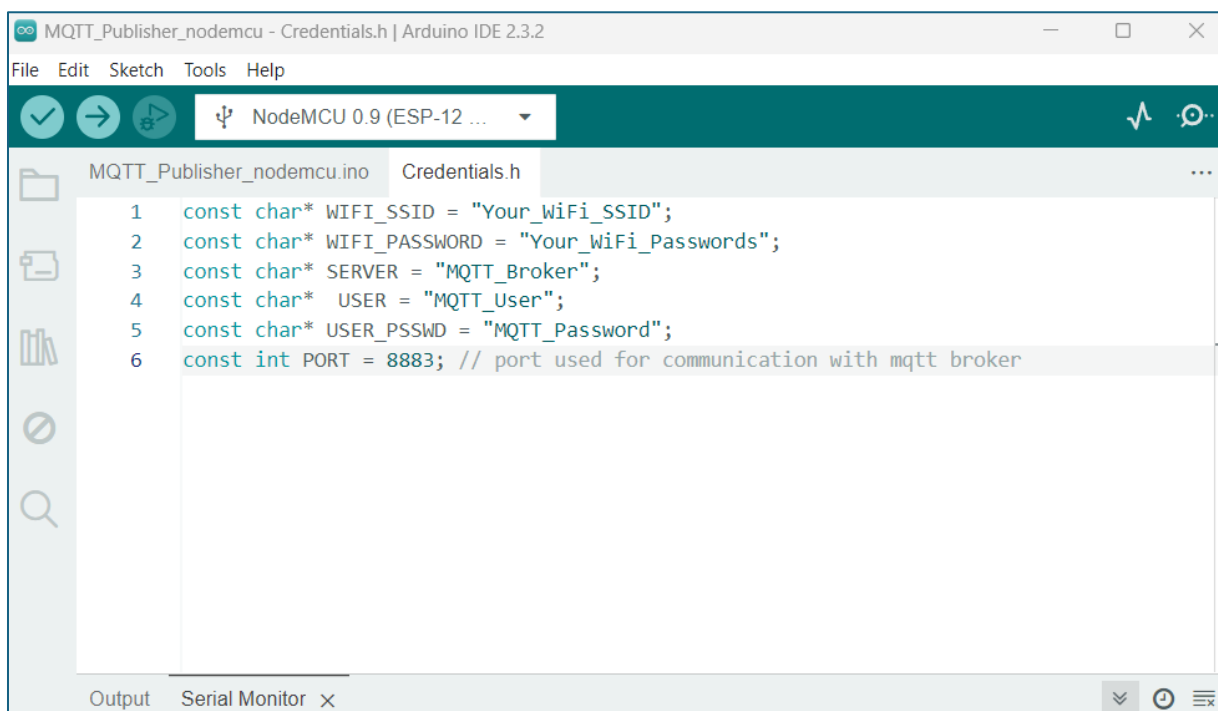 MQTT_Publisher_nodemcu - Credentials.h | Arduino IDE 2.3.2
File Edit Sketch Tools Help
NodeMCU 0.9 (ESP-12 ...
MQTT_Publisher_nodemcu.ino Credentials.h ...
1 const char* WIFI_SSID = "Your_WiFi_SSID";
2 const char* WIFI_PASSWORD = "Your_WiFi_Passwords";
3 const char* SERVER = "MQTT_Broker";
4 const char*  USER = "MQTT_User";
5 const char* USER_PSSWD = "MQTT_Password";
6 const int PORT = 8883; // port used for communication with mqtt broker
Output Serial Monitor